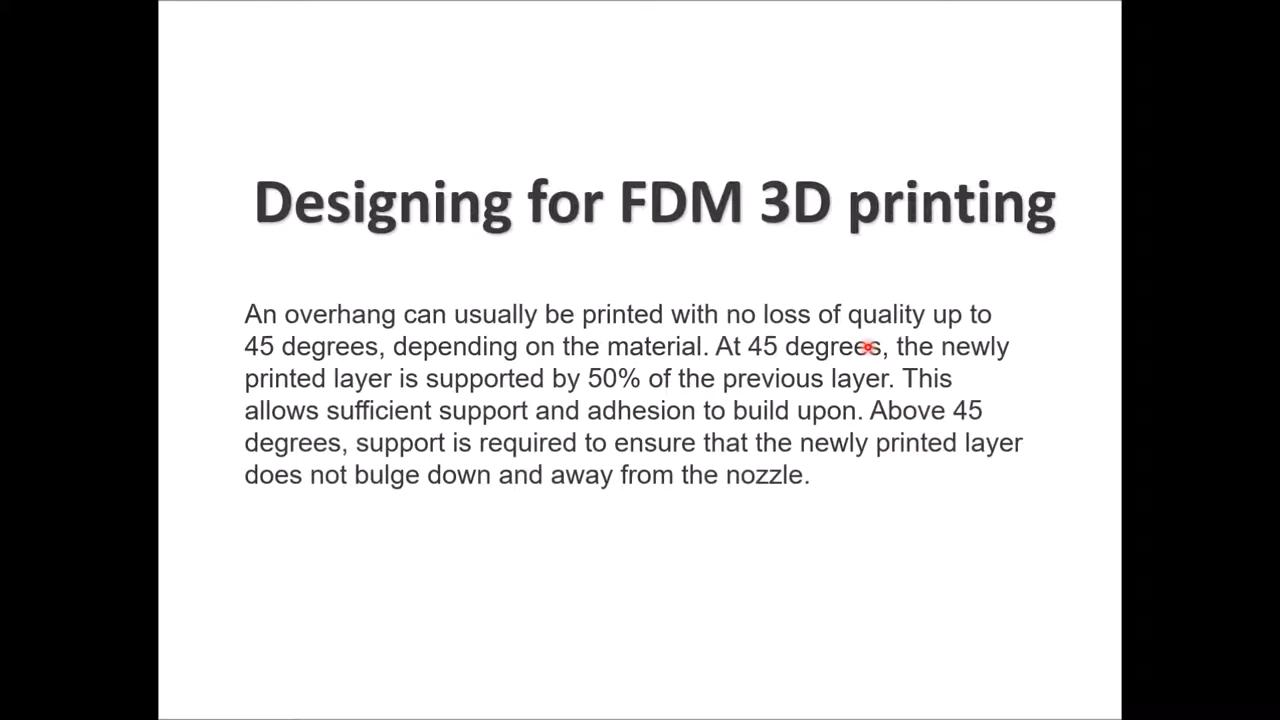 Designing for FDM 3D printing
An overhang can usually be printed with no loss of quality up to
45 degrees, depending on the material. At 45 degrees, the newly
printed layer is supported by 50% of the previous layer. This
allows sufficient support and adhesion to build upon. Above 45
degrees, support is required to ensure that the newly printed layer
does not bulge down and away from the nozzle.